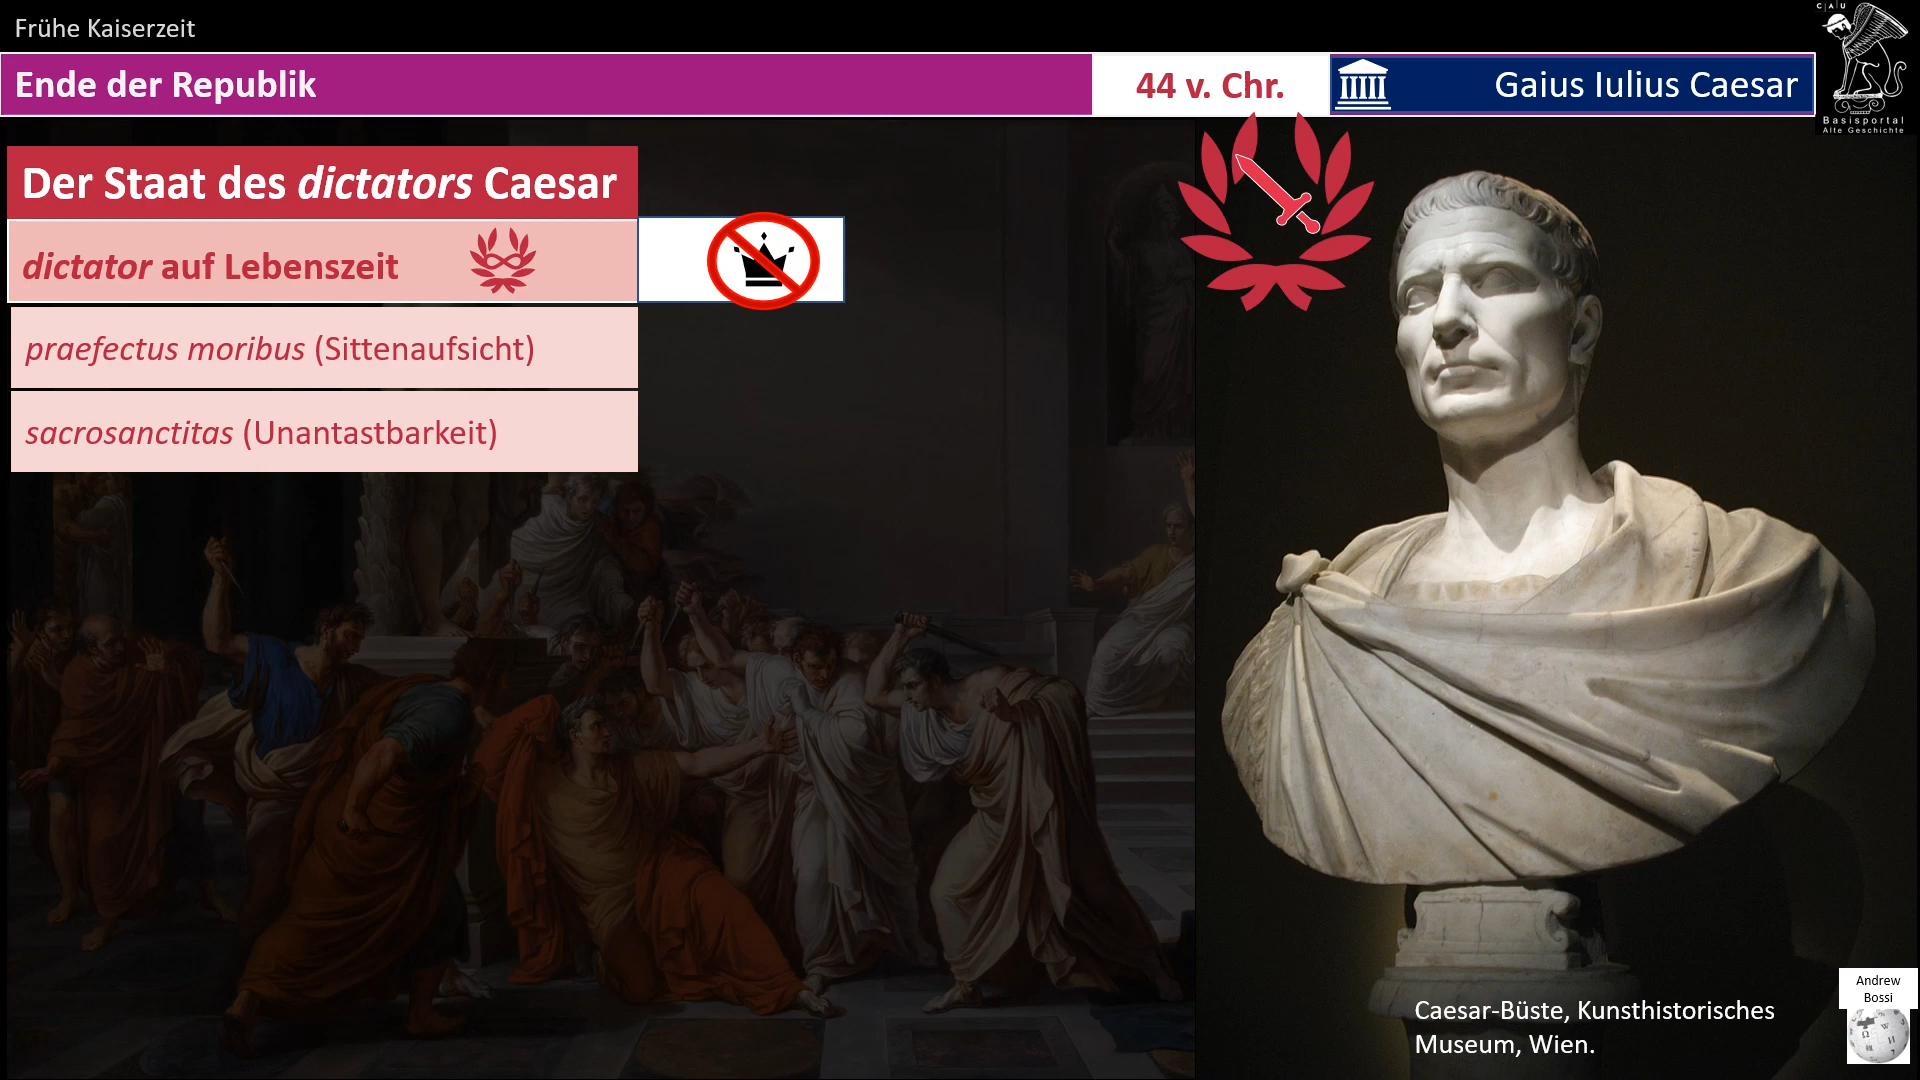 Frühe Kaiserzeit
Ende der Republik
44 v. Chr.
Gaius Iulius Caesar
C|A|U
Basisportal
Alte Geschichte
Der Staat des dictators Caesar
dictator auf Lebenszeit
praefectus moribus (Sittenaufsicht)
sacrosanctitas (Unantastbarkeit)
Caesar-Büste, Kunsthistorisches
Museum, Wien.
Andrew
Bossi